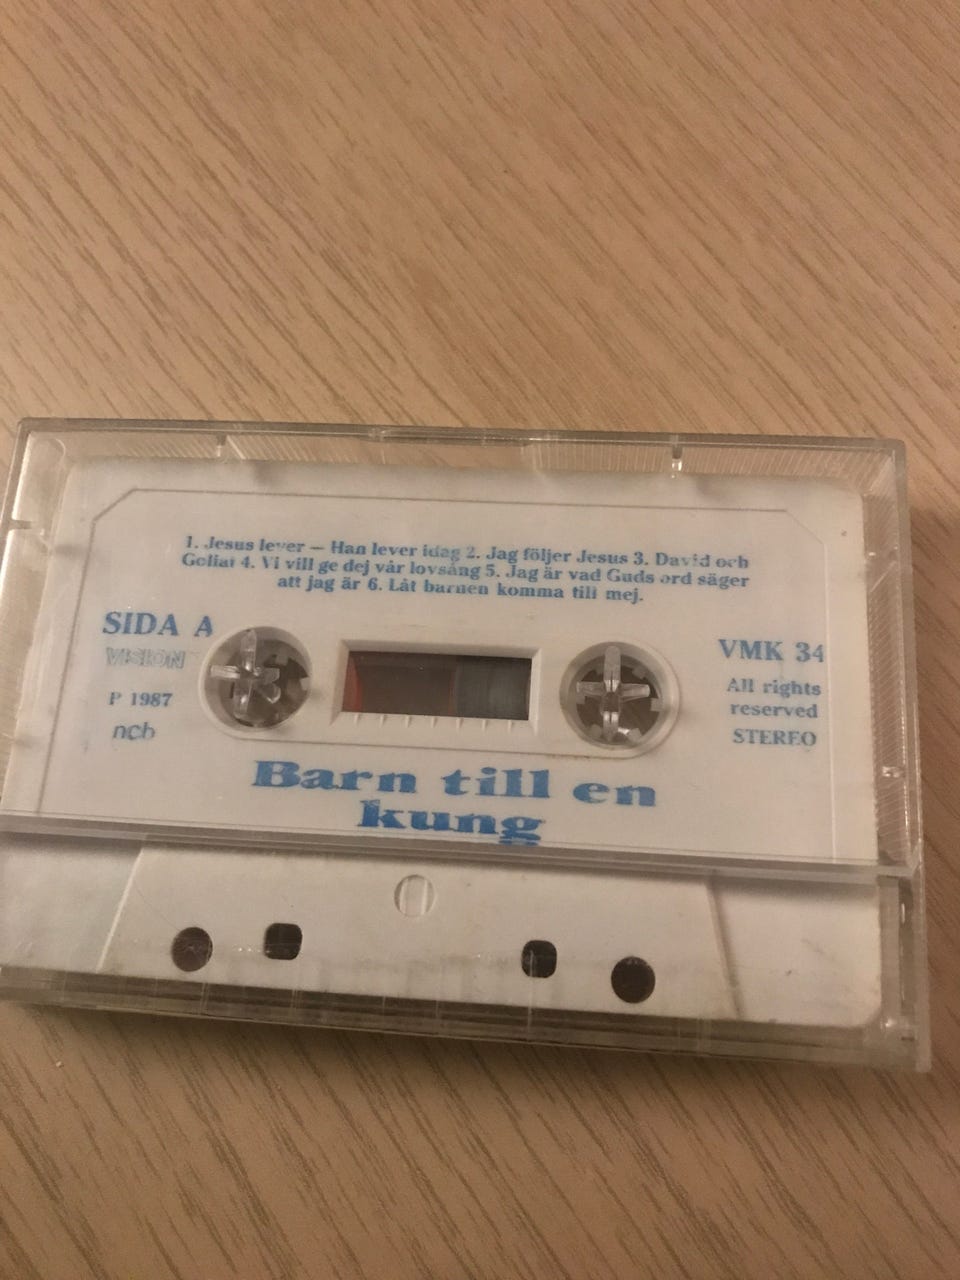 1. Jesus lever — Han lever idag 2. Jag följer Jesus 3. David och
Goliat 4. Vi vill ge dej vår lovsång 5. Jag är vad Guds ord säger
att jag är 6. Låt barnen komma till mej.
SIDA A
VISION
P 1987
ncb
VMK 34
All rights
reserved
STEREO
Barn till en
kung